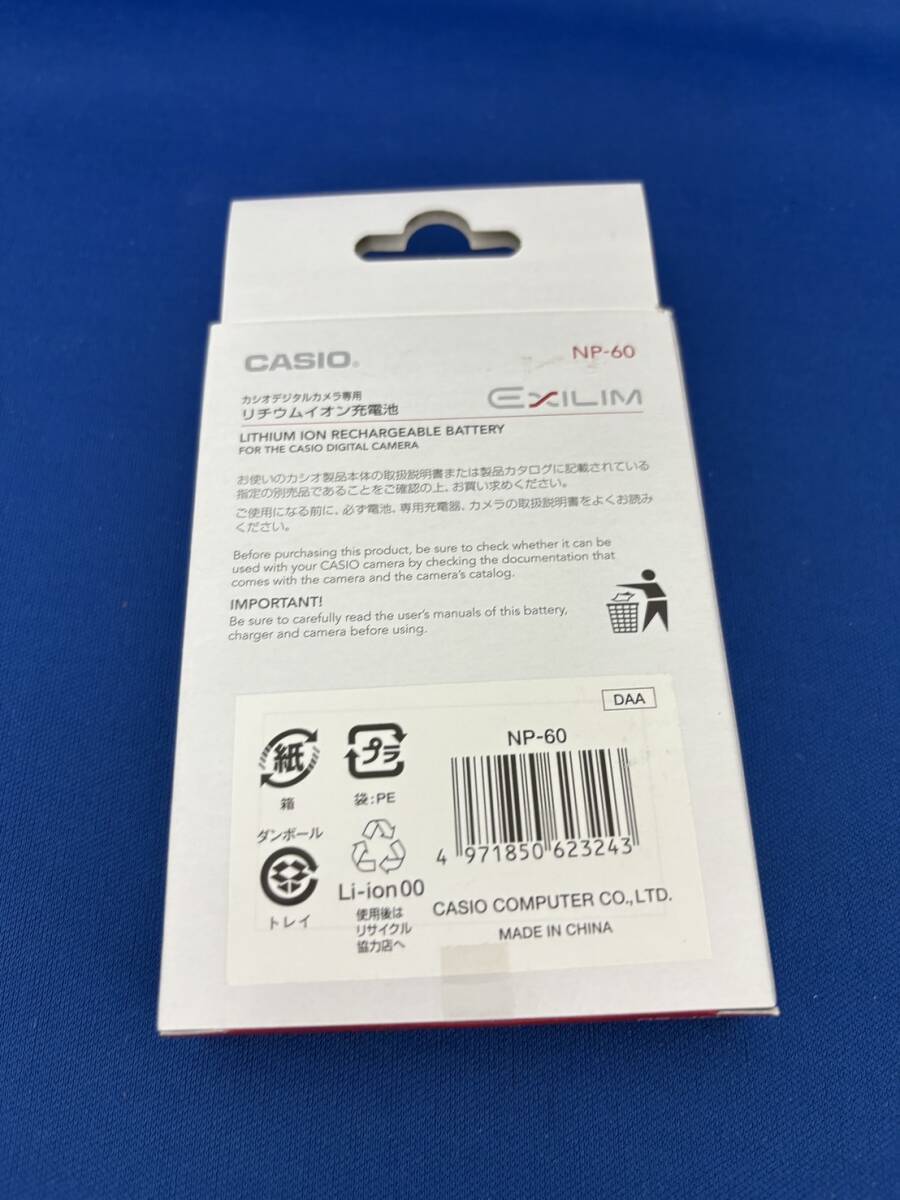 CASIO®
NP-60
カシオデジタルカメラ専用
リチウムイオン充電池
EXILIM
LITHIUM ION RECHARGEABLE BATTERY
FOR THE CASIO DIGITAL CAMERA
お使いのカシオ製品本体の取扱説明書または製品カタログに記載されている
指定の別売品であることをご確認の上、お買い求めください。
ご使用になる前に、必ず電池、専用充電器、カメラの取扱説明書をよくお読み
ください。
Before purchasing this product, be sure to check whether it can be
used with your CASIO camera by checking the documentation that
comes with the camera and the camera's catalog.
IMPORTANT!
Be sure to carefully read the user's manuals of this battery,
charger and camera before using.
DAA
紙
箱
プラ
袋:PE
NP-60
4 971850 623243
ダンボール
トレイ
Li-ion00
使用後は
リサイクル
協力店へ
CASIO COMPUTER CO.,LTD.
MADE IN CHINA